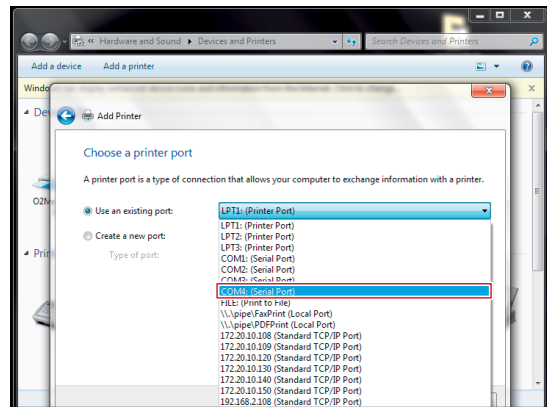 « Hardware and Sound ▸ Devices and Printers
Search Devices and Printers
Add a device Add a printer
Windo
Dev
Add Printer
Choose a printer port
A printer port is a type of connection that allows your computer to exchange information with a printer.
O2M
Use an existing port: LPT1: (Printer Port)
LPT1: (Printer Port)
Create a new port: LPT2: (Printer Port)
LPT3: (Printer Port)
Prin
Type of port: COM1: (Serial Port)
COM2: (Serial Port)
COM3: (Serial Port)
COM4: (Serial Port)
FILE: (Print to File)
\\.\pipe\FaxPrint (Local Port)
\\.\pipe\PDFPrint (Local Port)
172.20.10.108 (Standard TCP/IP Port)
172.20.10.109 (Standard TCP/IP Port)
172.20.10.120 (Standard TCP/IP Port)
172.20.10.130 (Standard TCP/IP Port)
172.20.10.140 (Standard TCP/IP Port)
172.20.10.150 (Standard TCP/IP Port)
192.168.2.108 (Standard TCP/IP Port)